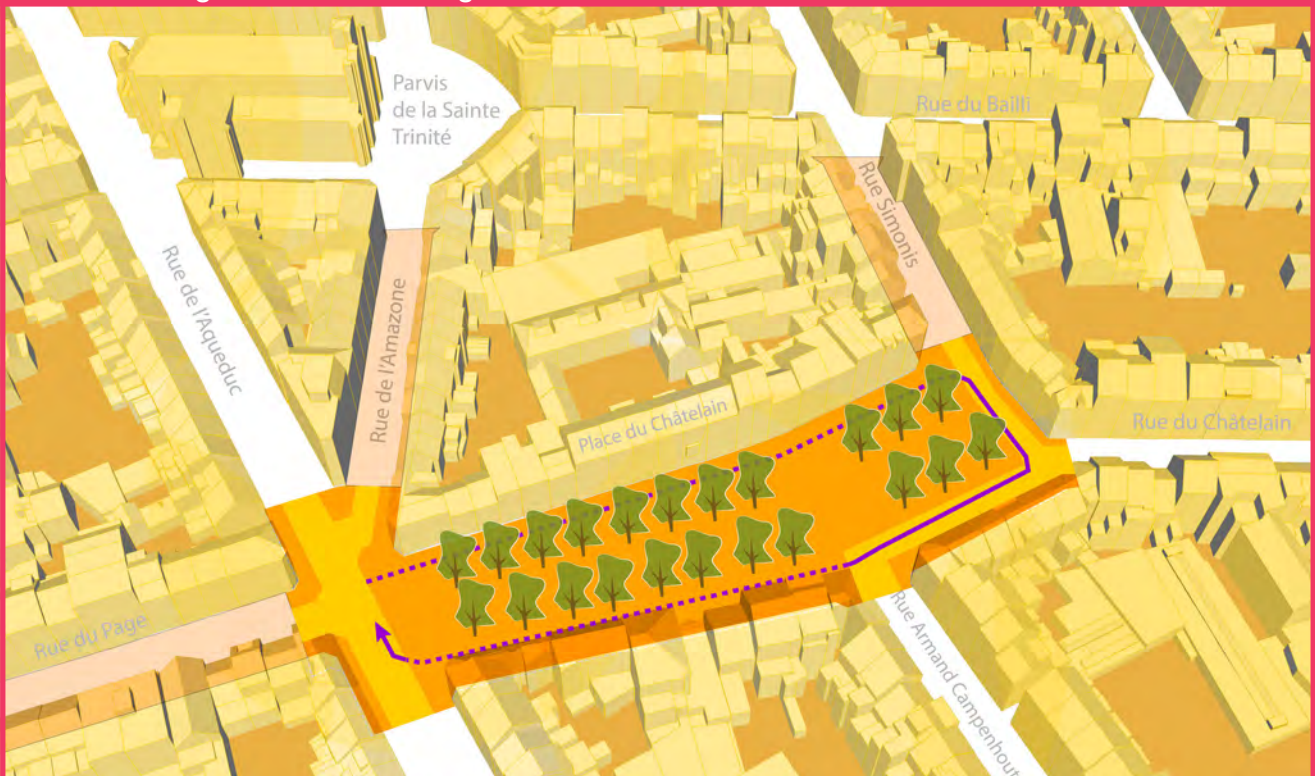 Parvis
de la Sainte
Trinité
Rue du Bailli
Rue Simonis
Rue de l'Aqueduc
Rue de l'Amazone
Place du Châtelain
Rue du Châtelain
Rue du Page
Rue Armand Campenhout